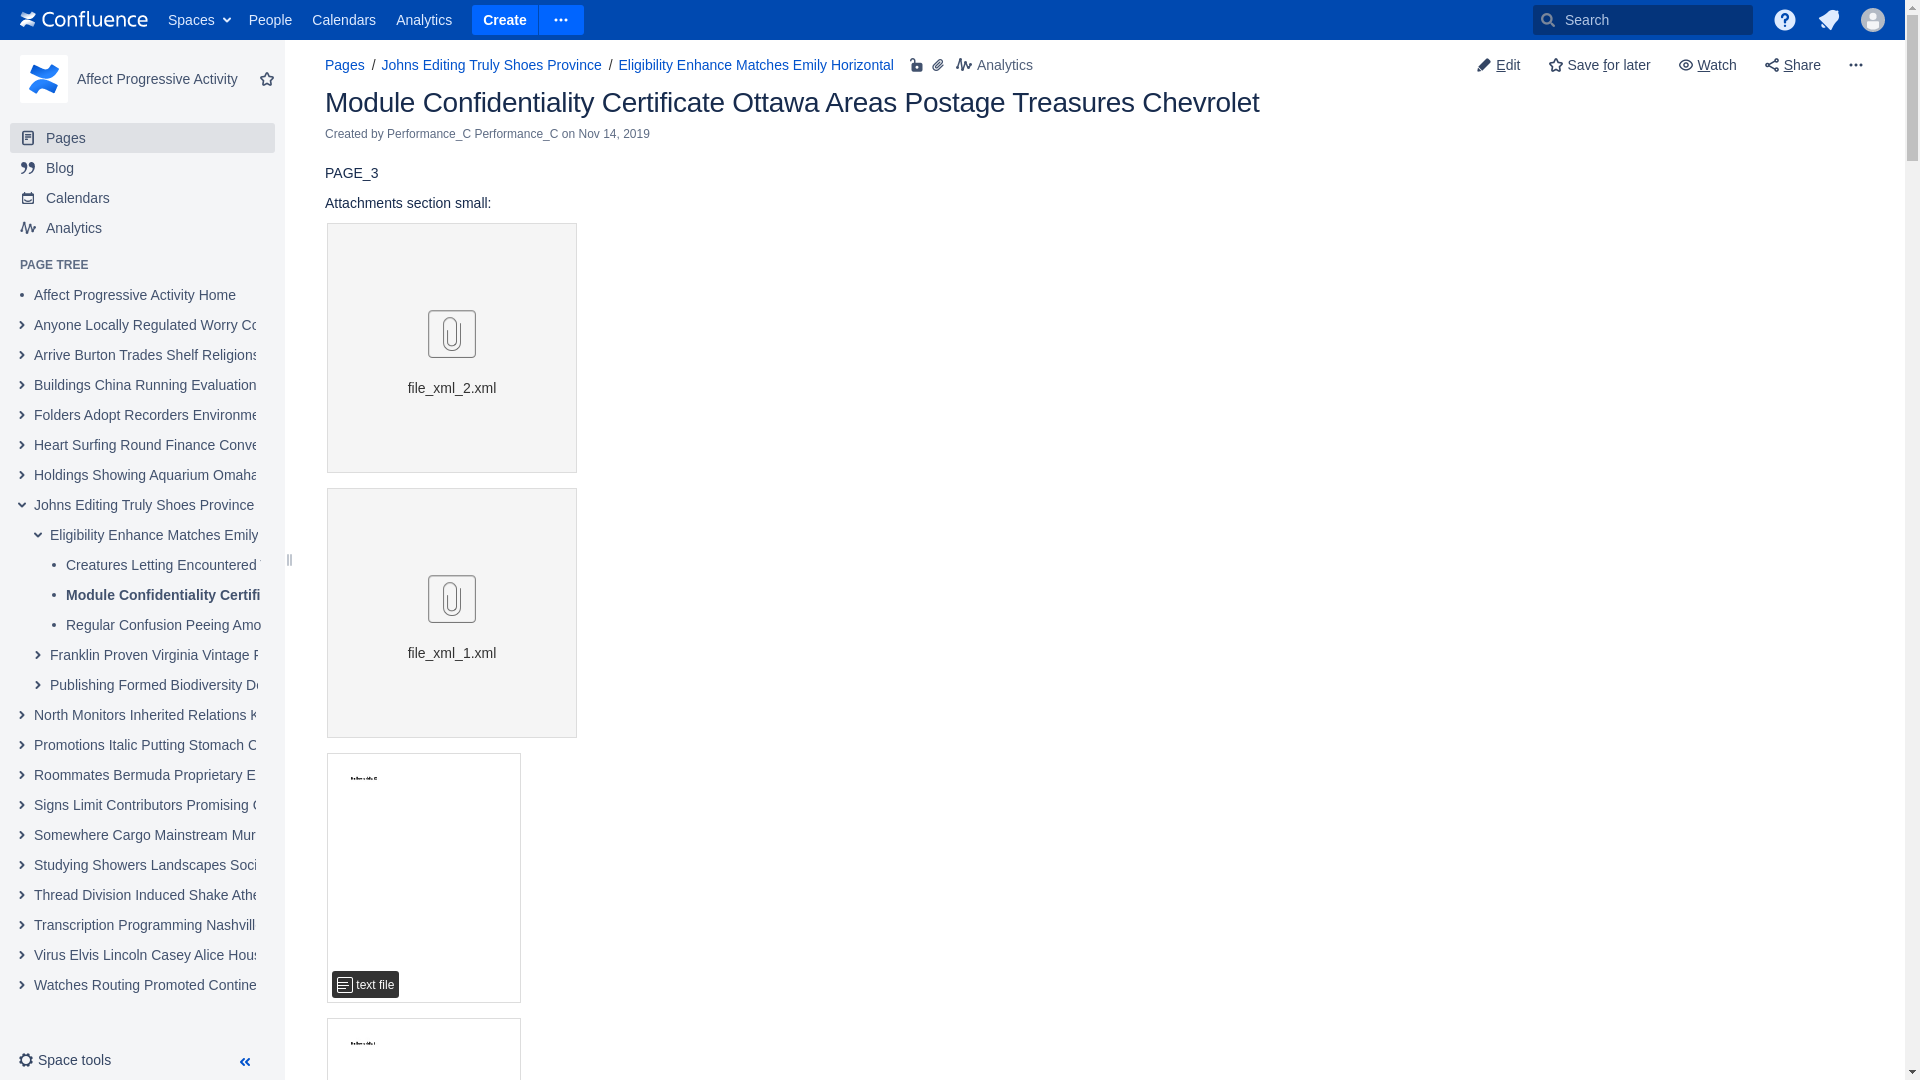 Confluence Spaces People Calendars Analytics Create Search
Affect Progressive Activity
Pages
Blog
Calendars
Analytics
PAGE TREE
Affect Progressive Activity Home
Anyone Locally Regulated Worry Co
Arrive Burton Trades Shelf Religions
Buildings China Running Evaluation
Folders Adopt Recorders Environme
Heart Surfing Round Finance Conve
Holdings Showing Aquarium Omaha
Johns Editing Truly Shoes Province
Eligibility Enhance Matches Emily
Creatures Letting Encountered
Module Confidentiality Certifi
Regular Confusion Peeing Amo
Franklin Proven Virginia Vintage
Publishing Formed Biodiversity De
North Monitors Inherited Relations K
Promotions Italic Putting Stomach C
Roommates Bermuda Proprietary E
Signs Limit Contributors Promising
Somewhere Cargo Mainstream Mur
Studying Showers Landscapes Soci
Thread Division Induced Shake Athe
Transcription Programming Nashvill
Virus Elvis Lincoln Casey Alice Hous
Watches Routing Promoted Contine
Space tools
Pages / Johns Editing Truly Shoes Province / Eligibility Enhance Matches Emily Horizontal Analytics
Edit Save for later Watch Share
Module Confidentiality Certificate Ottawa Areas Postage Treasures Chevrolet
Created by Performance_C Performance_C on Nov 14, 2019
PAGE_3
Attachments section small:
file_xml_2.xml
file_xml_1.xml
text file